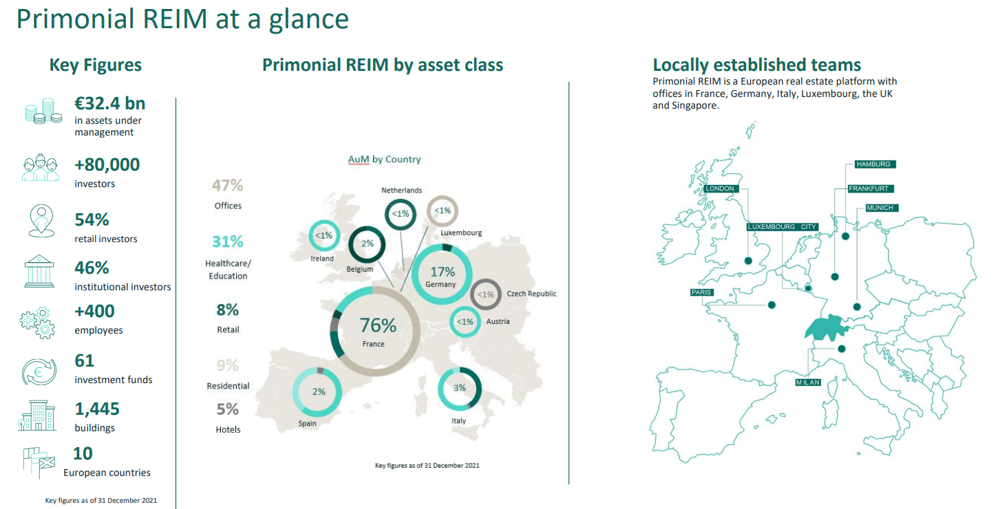 Primonial REIM at a glance
Key Figures
€32.4 bn
in assets under
management
+80,000
investors
54%
retail investors
46%
institutional investors
+400
employees
61
investment funds
1,445
buildings
10
European countries
Key figures as of 31 December 2021
Primonial REIM by asset class
AuM by Country
47%
Offices
31%
Healthcare/
Education
8%
Retail
9%
Residential
5%
Hotels
Netherlands
<1%
<1%
Luxembourg
<1%
Ireland
2%
Belgium
17%
Germany
<1%
Czech Republic
<1%
Austria
76%
France
2%
Spain
3%
Italy
Key figures as of 31 December 2021
Locally established teams
Primonial REIM is a European real estate platform with
offices in France, Germany, Italy, Luxembourg, the UK
and Singapore.
HAMBURG
LONDON
FRANKFURT
MUNICH
LUXEMBOURG CITY
PARIS
MILAN